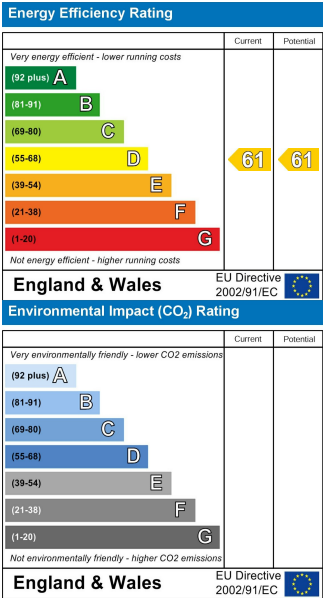 Energy Efficiency Rating
Current Potential
Very energy efficient - lower running costs
(92 plus) A
(81-91) B
(69-80) C
(55-68) D 61 61
(39-54) E
(21-38) F
(1-20) G
Not energy efficient - higher running costs
England & Wales EU Directive
2002/91/EC
Environmental Impact (CO₂) Rating
Current Potential
Very environmentally friendly - lower CO2 emissions
(92 plus) A
(81-91) B
(69-80) C
(55-68) D
(39-54) E
(21-38) F
(1-20) G
Not environmentally friendly - higher CO2 emissions
England & Wales EU Directive
2002/91/EC